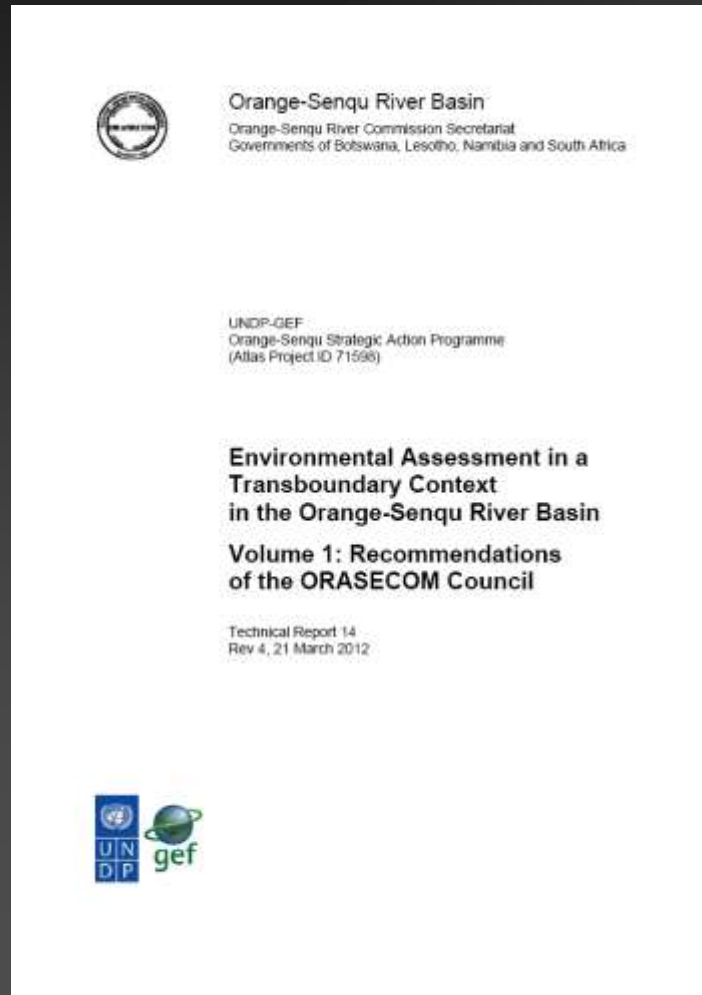 Orange-Senqu River Basin
Orange-Senqu River Commission Secretariat
Governments of Botswana, Lesotho, Namibia and South Africa
UNDP-GEF
Orange-Senqu Strategic Action Programme
(Atlas Project ID 71598)
Environmental Assessment in a
Transboundary Context
in the Orange-Senqu River Basin
Volume 1: Recommendations
of the ORASECOM Council
Technical Report 14
Rev 4, 21 March 2012
U N
D P
gef